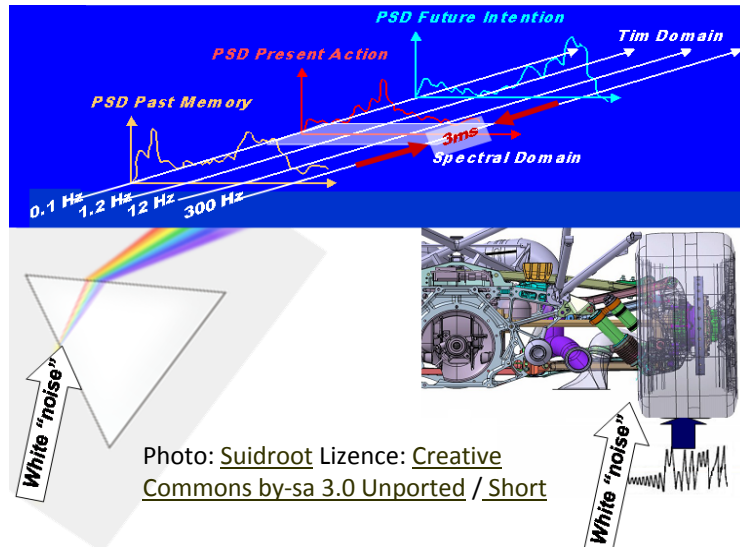 PSD Future Intention
Tim Domain
PSD Present Action
PSD Past Memory
3ms
Spectral Domain
0.1 Hz
1.2 Hz
12 Hz
300 Hz
White “noise”
White “noise”
Photo: Suidroot Lizence: Creative
Commons by-sa 3.0 Unported / Short